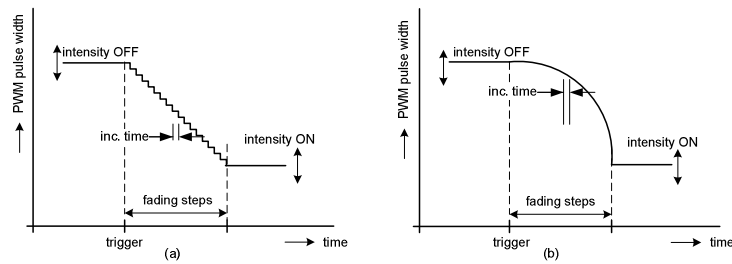 PWM pulse width
intensity OFF
inc. time
intensity ON
fading steps
trigger
time
(a)
PWM pulse width
intensity OFF
inc. time
intensity ON
fading steps
trigger
time
(b)